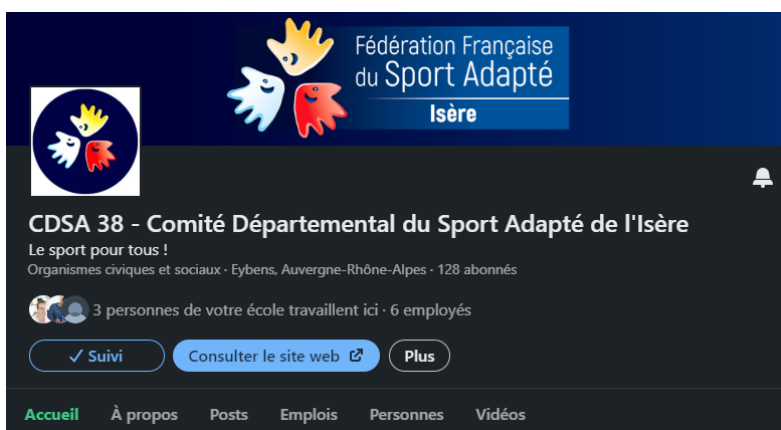 Fédération Française
du Sport Adapté
Isère
CDSA 38 - Comité Départemental du Sport Adapté de l'Isère
Le sport pour tous !
Organismes civiques et sociaux · Eybens, Auvergne-Rhône-Alpes · 128 abonnés
3 personnes de votre école travaillent ici · 6 employés
✓ Suivi Consulter le site web Plus
Accueil À propos Posts Emplois Personnes Vidéos